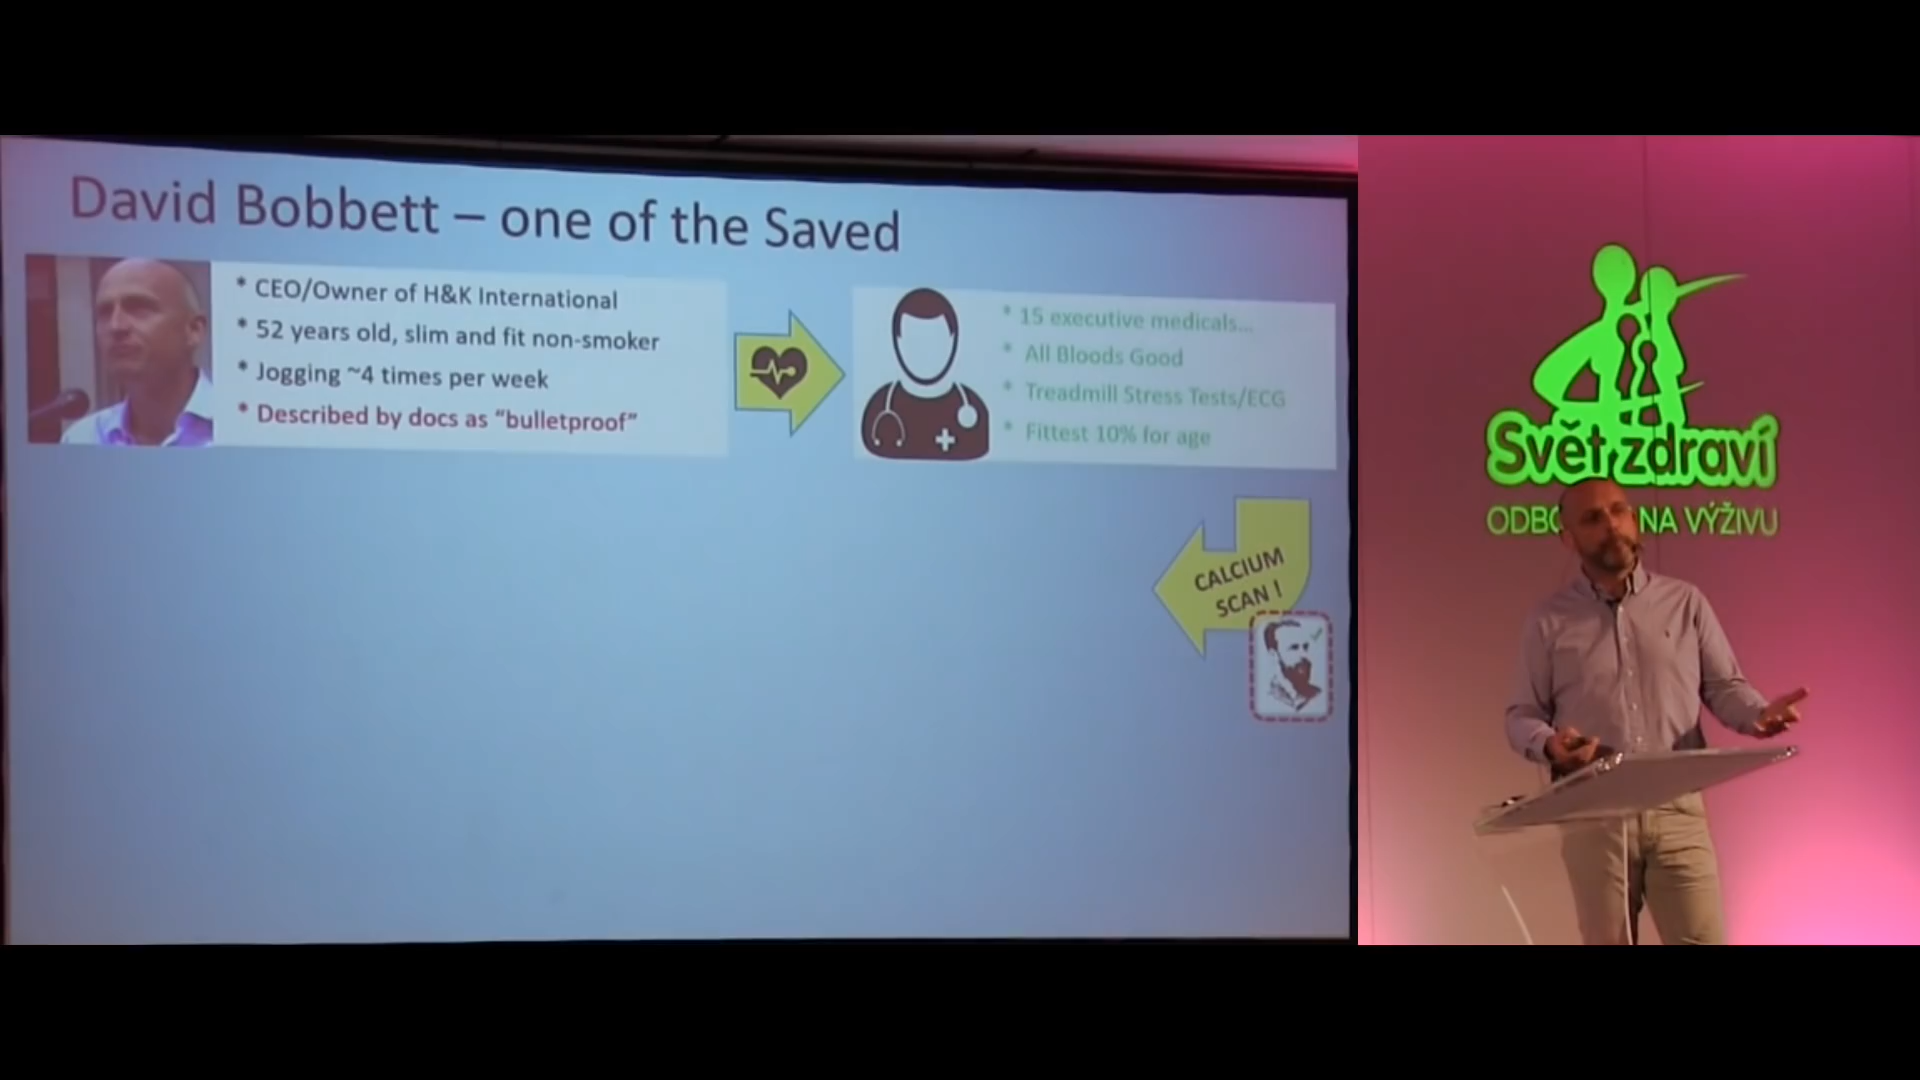 David Bobbett – one of the Saved
* CEO/Owner of H&K International
* 52 years old, slim and fit non-smoker
* Jogging ~4 times per week
* Described by docs as “bulletproof”
* 15 executive medicals...
* All Bloods Good
* Treadmill Stress Tests/ECG
* Fittest 10% for age
CALCIUM
SCAN !
Svět zdraví
NA VÝŽIVU